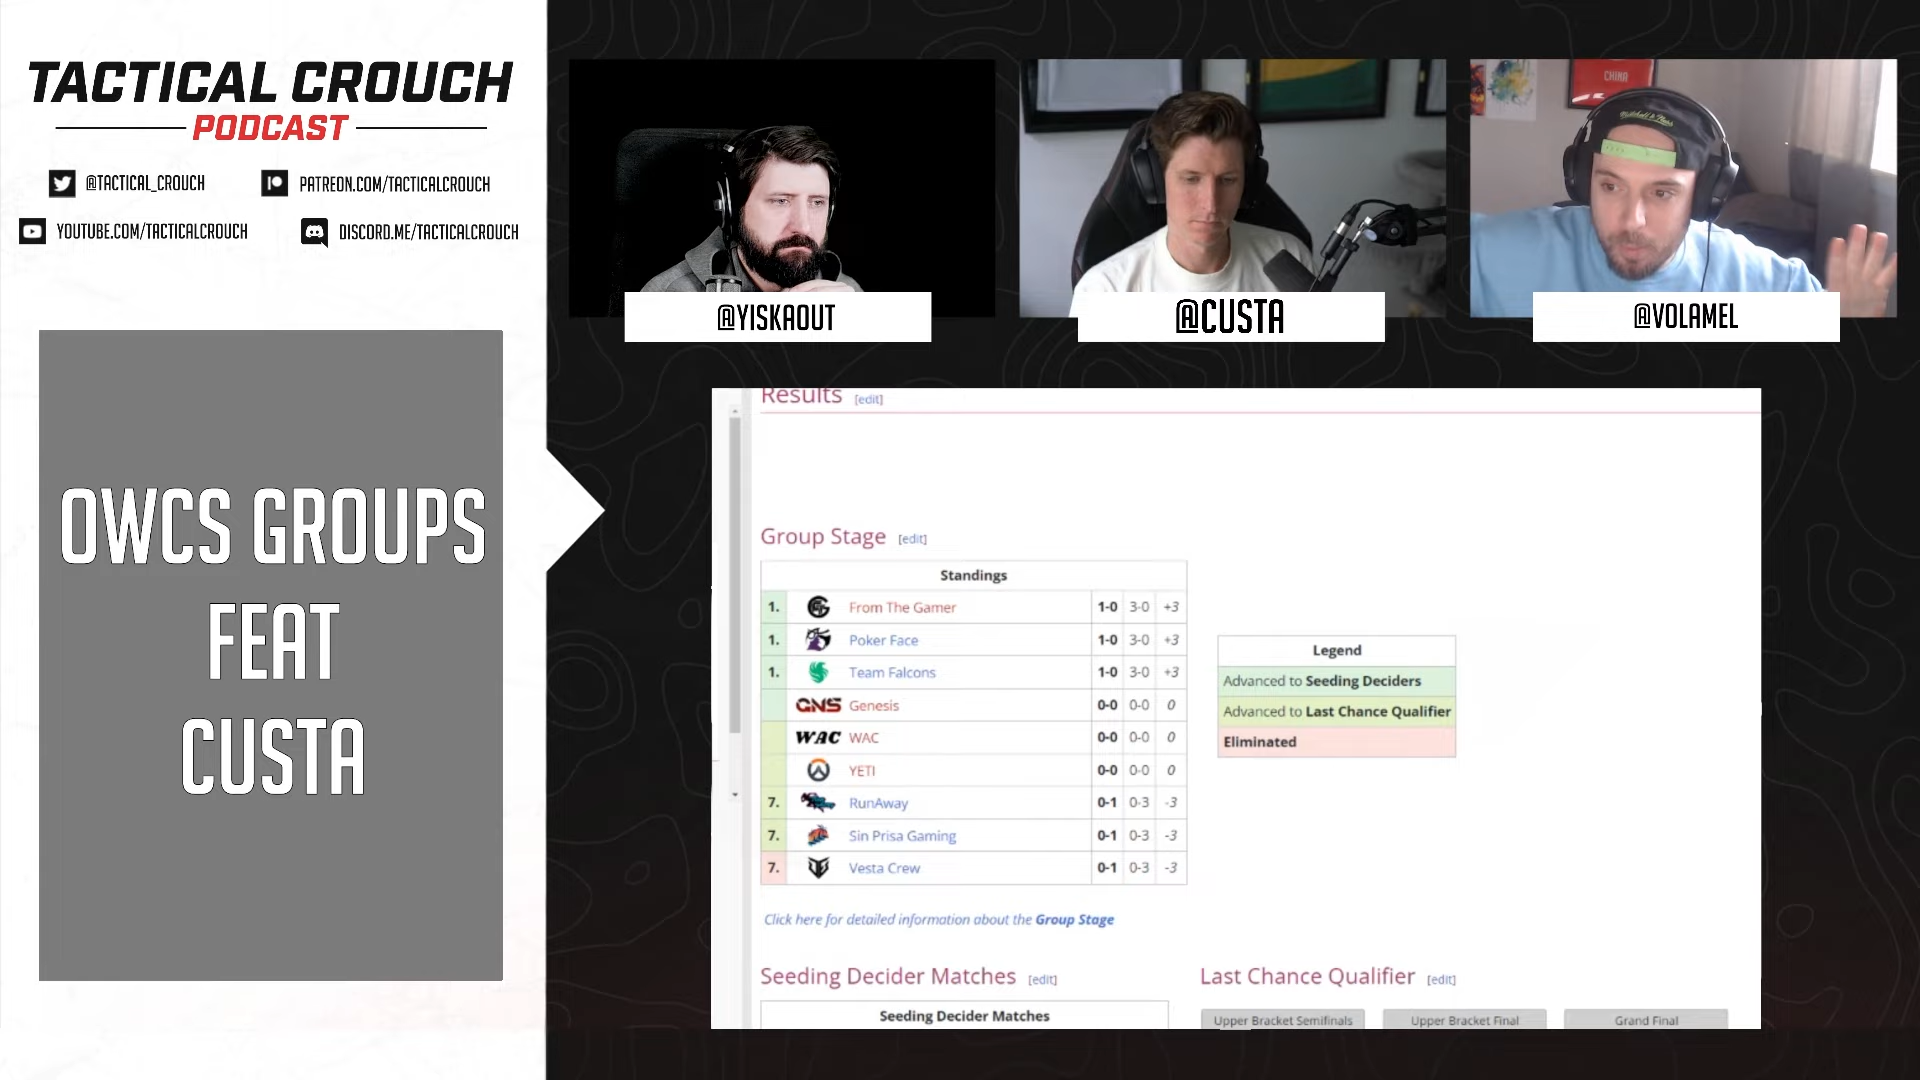 TACTICAL CROUCH
PODCAST
@TACTICAL_CROUCH
PATREON.COM/TACTICALCROUCH
YOUTUBE.COM/TACTICALCROUCH
DISCORD.ME/TACTICALCROUCH
OWCS GROUPS
FEAT
CUSTA
CHINA
Mitchell & Ness
@YISKAOUT
@CUSTA
@VOLAMEL
Results [edit]
Group Stage [edit]
Standings
1. From The Gamer 1-0 3-0 +3
1. Poker Face 1-0 3-0 +3
1. Team Falcons 1-0 3-0 +3
GNS Genesis 0-0 0-0 0
WAC WAC 0-0 0-0 0
YETI 0-0 0-0 0
7. RunAway 0-1 0-3 -3
7. Sin Prisa Gaming 0-1 0-3 -3
7. Vesta Crew 0-1 0-3 -3
Legend
Advanced to Seeding Deciders
Advanced to Last Chance Qualifier
Eliminated
Click here for detailed information about the Group Stage
Seeding Decider Matches [edit]
Seeding Decider Matches
Last Chance Qualifier [edit]
Upper Bracket Semifinals Upper Bracket Final Grand Final